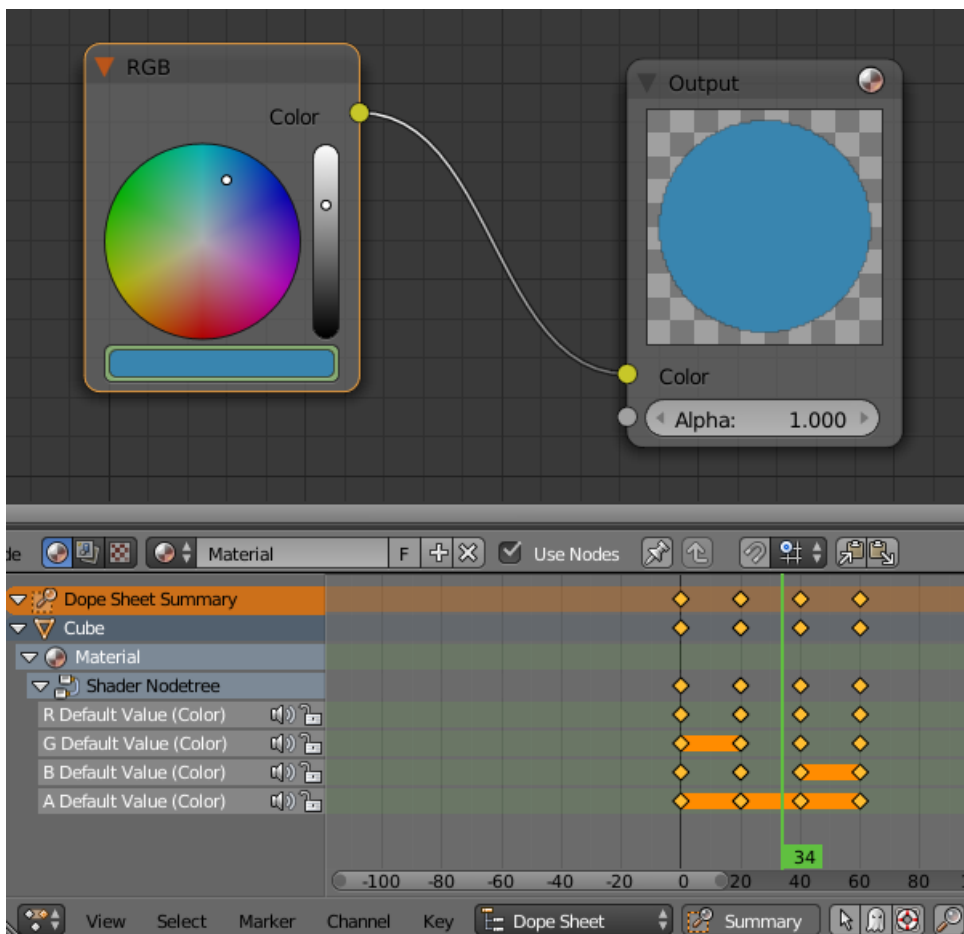 RGB
Color
Output
Color
Alpha: 1.000
de Material F Use Nodes
Dope Sheet Summary
Cube
Material
Shader Nodetree
R Default Value (Color)
G Default Value (Color)
B Default Value (Color)
A Default Value (Color)
34
-100 -80 -60 -40 -20 0 20 40 60 80
View Select Marker Channel Key Dope Sheet Summary